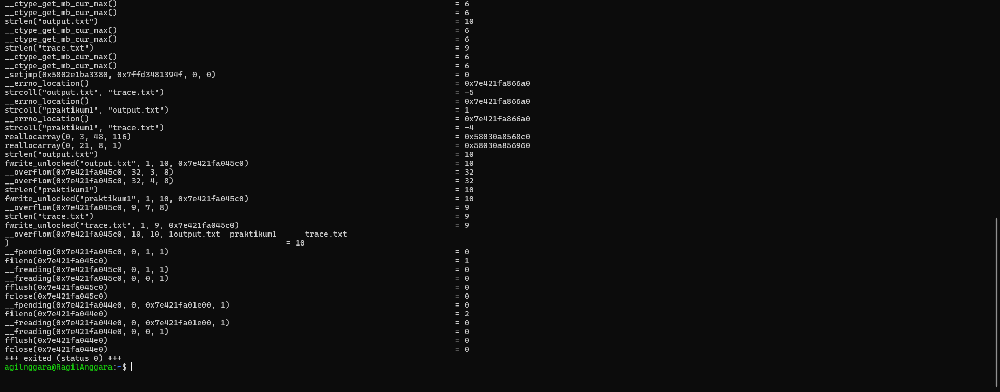 __ctype_get_mb_cur_max() = 6
__ctype_get_mb_cur_max() = 6
strlen("output.txt") = 10
__ctype_get_mb_cur_max() = 6
__ctype_get_mb_cur_max() = 6
strlen("trace.txt") = 9
__ctype_get_mb_cur_max() = 6
__ctype_get_mb_cur_max() = 6
_setjmp(0x5802e1ba3380, 0x7ffd3481394f, 0, 0) = 0
__errno_location() = 0x7e421fa866a0
strcoll("output.txt", "trace.txt") = -5
__errno_location() = 0x7e421fa866a0
strcoll("praktikum1", "output.txt") = 1
__errno_location() = 0x7e421fa866a0
strcoll("praktikum1", "trace.txt") = -4
reallocarray(0, 3, 48, 116) = 0x58030a8568c0
reallocarray(0, 21, 8, 1) = 0x58030a856960
strlen("output.txt") = 10
fwrite_unlocked("output.txt", 1, 10, 0x7e421fa045c0) = 10
__overflow(0x7e421fa045c0, 32, 3, 8) = 32
__overflow(0x7e421fa045c0, 32, 4, 8) = 32
strlen("praktikum1") = 10
fwrite_unlocked("praktikum1", 1, 10, 0x7e421fa045c0) = 10
__overflow(0x7e421fa045c0, 9, 7, 8) = 9
strlen("trace.txt") = 9
fwrite_unlocked("trace.txt", 1, 9, 0x7e421fa045c0) = 9
__overflow(0x7e421fa045c0, 10, 10, 1output.txt  praktikum1      trace.txt
) = 10
__fpending(0x7e421fa045c0, 0, 1, 1) = 0
fileno(0x7e421fa045c0) = 1
__freading(0x7e421fa045c0, 0, 1, 1) = 0
__freading(0x7e421fa045c0, 0, 0, 1) = 0
fflush(0x7e421fa045c0) = 0
fclose(0x7e421fa045c0) = 0
__fpending(0x7e421fa044e0, 0, 0x7e421fa01e00, 1) = 0
fileno(0x7e421fa044e0) = 2
__freading(0x7e421fa044e0, 0, 0x7e421fa01e00, 1) = 0
__freading(0x7e421fa044e0, 0, 0, 1) = 0
fflush(0x7e421fa044e0) = 0
fclose(0x7e421fa044e0) = 0
+++ exited (status 0) +++
agilnggara@RagilAnggara:~$